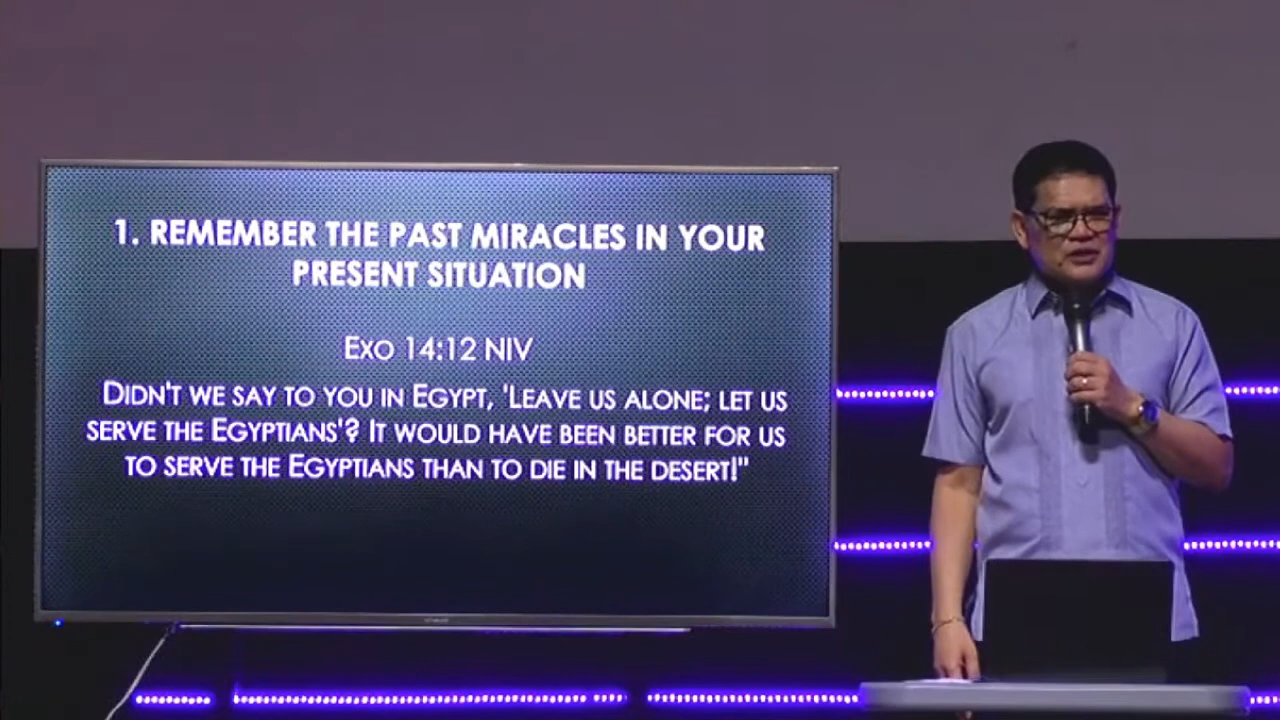 1. REMEMBER THE PAST MIRACLES IN YOUR
PRESENT SITUATION
EXO 14:12 NIV
DIDN'T WE SAY TO YOU IN EGYPT, 'LEAVE US ALONE; LET US
SERVE THE EGYPTIANS'? IT WOULD HAVE BEEN BETTER FOR US
TO SERVE THE EGYPTIANS THAN TO DIE IN THE DESERT!"